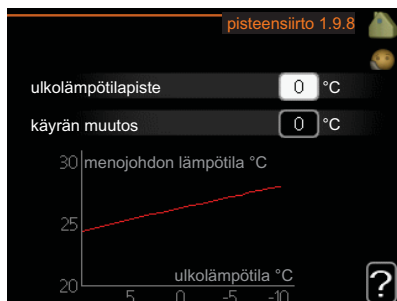 pisteensiirto 1.9.8
ulkolämpötilapiste 0 °C
käyrän muutos 0 °C
30 menojohdon lämpötila °C
25
ulkolämpötila °C
20
5 0 -5 -10
?